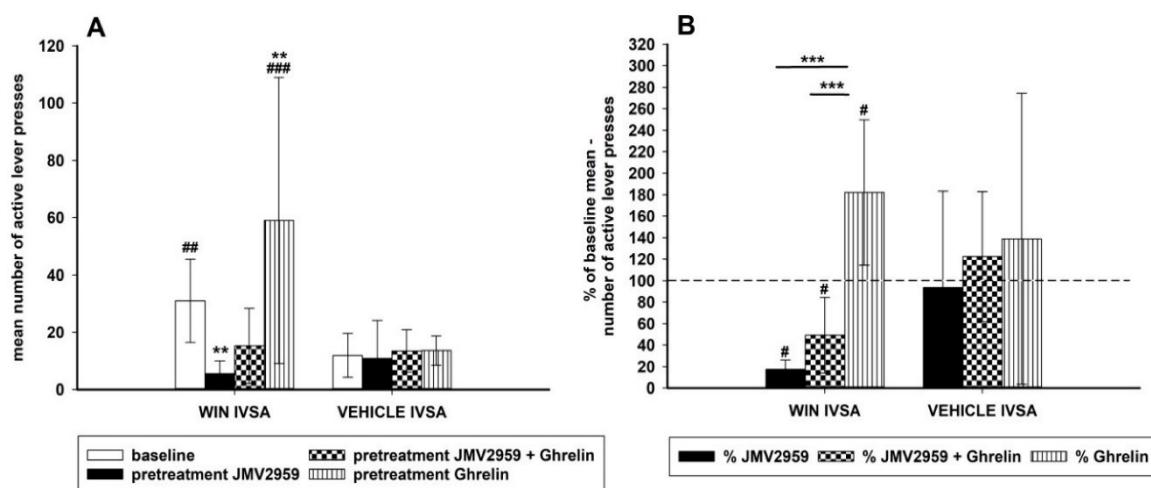 A
mean number of active lever presses
120
100
80
60
40
20
0
##
**
**
###
WIN IVSA
VEHICLE IVSA
baseline
pretreatment JMV2959
pretreatment JMV2959 + Ghrelin
pretreatment Ghrelin
B
% of baseline mean -
number of active lever presses
320
300
280
260
240
220
200
180
160
140
120
100
80
60
40
20
0
***
***
#
#
#
WIN IVSA
VEHICLE IVSA
% JMV2959
% JMV2959 + Ghrelin
% Ghrelin